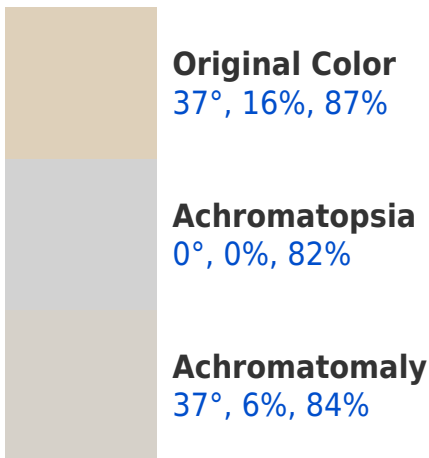 Original Color
37°, 16%, 87%
Achromatopsia
0°, 0%, 82%
Achromatomaly
37°, 6%, 84%